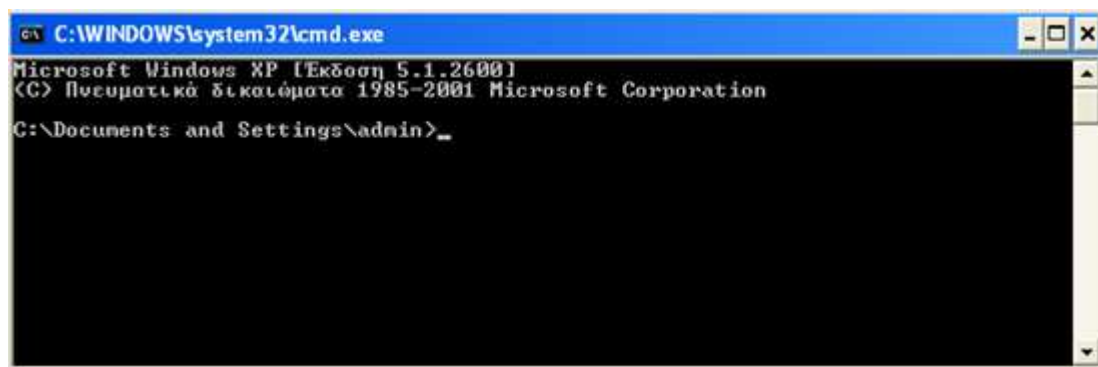 C:\WINDOWS\system32\cmd.exe
Microsoft Windows XP [Έκδοση 5.1.2600]
(C) Πνευματικά δικαιώματα 1985-2001 Microsoft Corporation
C:\Documents and Settings\admin>_